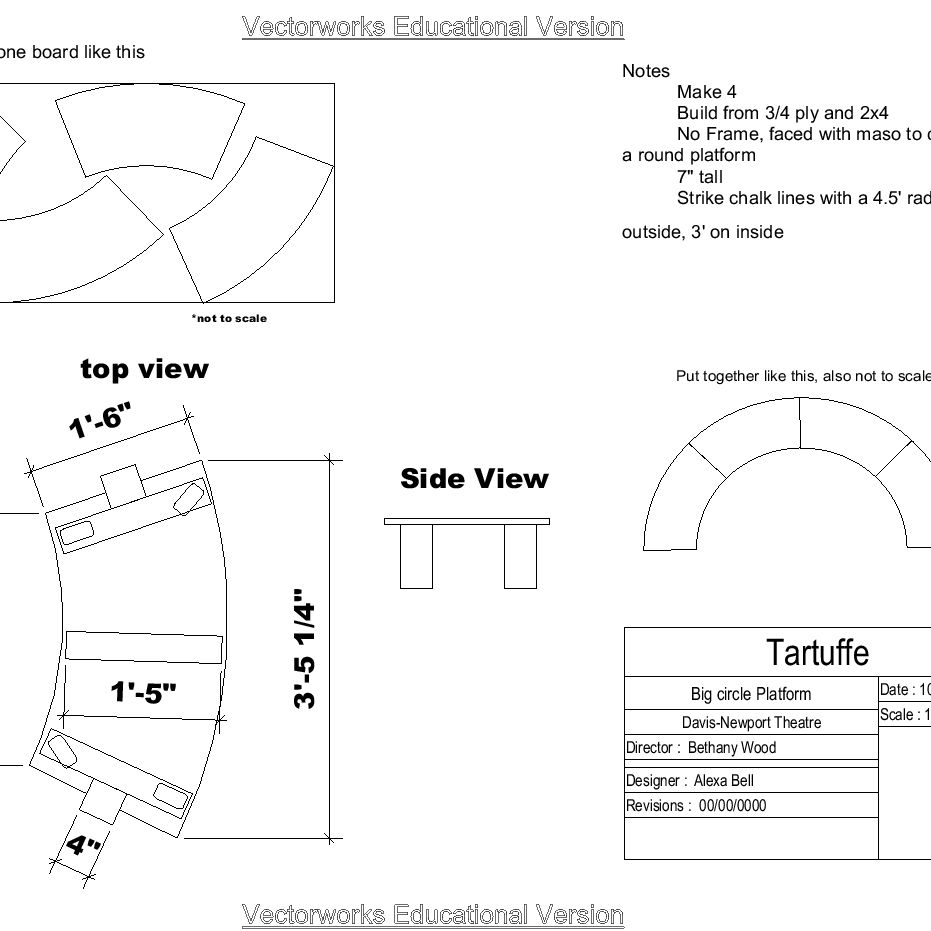 Vectorworks Educational Version
one board like this
*not to scale
Notes
Make 4
Build from 3/4 ply and 2x4
No Frame, faced with maso to
a round platform
7" tall
Strike chalk lines with a 4.5' rad
outside, 3' on inside
top view
1'-6"
3'-5 1/4"
1'-5"
4"
Side View
Put together like this, also not to scale
Tartuffe
Big circle Platform
Davis-Newport Theatre
Director : Bethany Wood
Designer : Alexa Bell
Revisions : 00/00/0000
Date : 10
Scale : 1
Vectorworks Educational Version